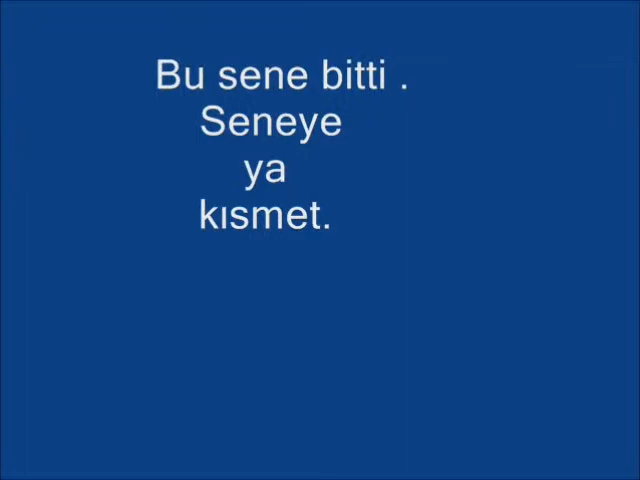 Bu sene bitti .
Seneye
ya
kısmet.